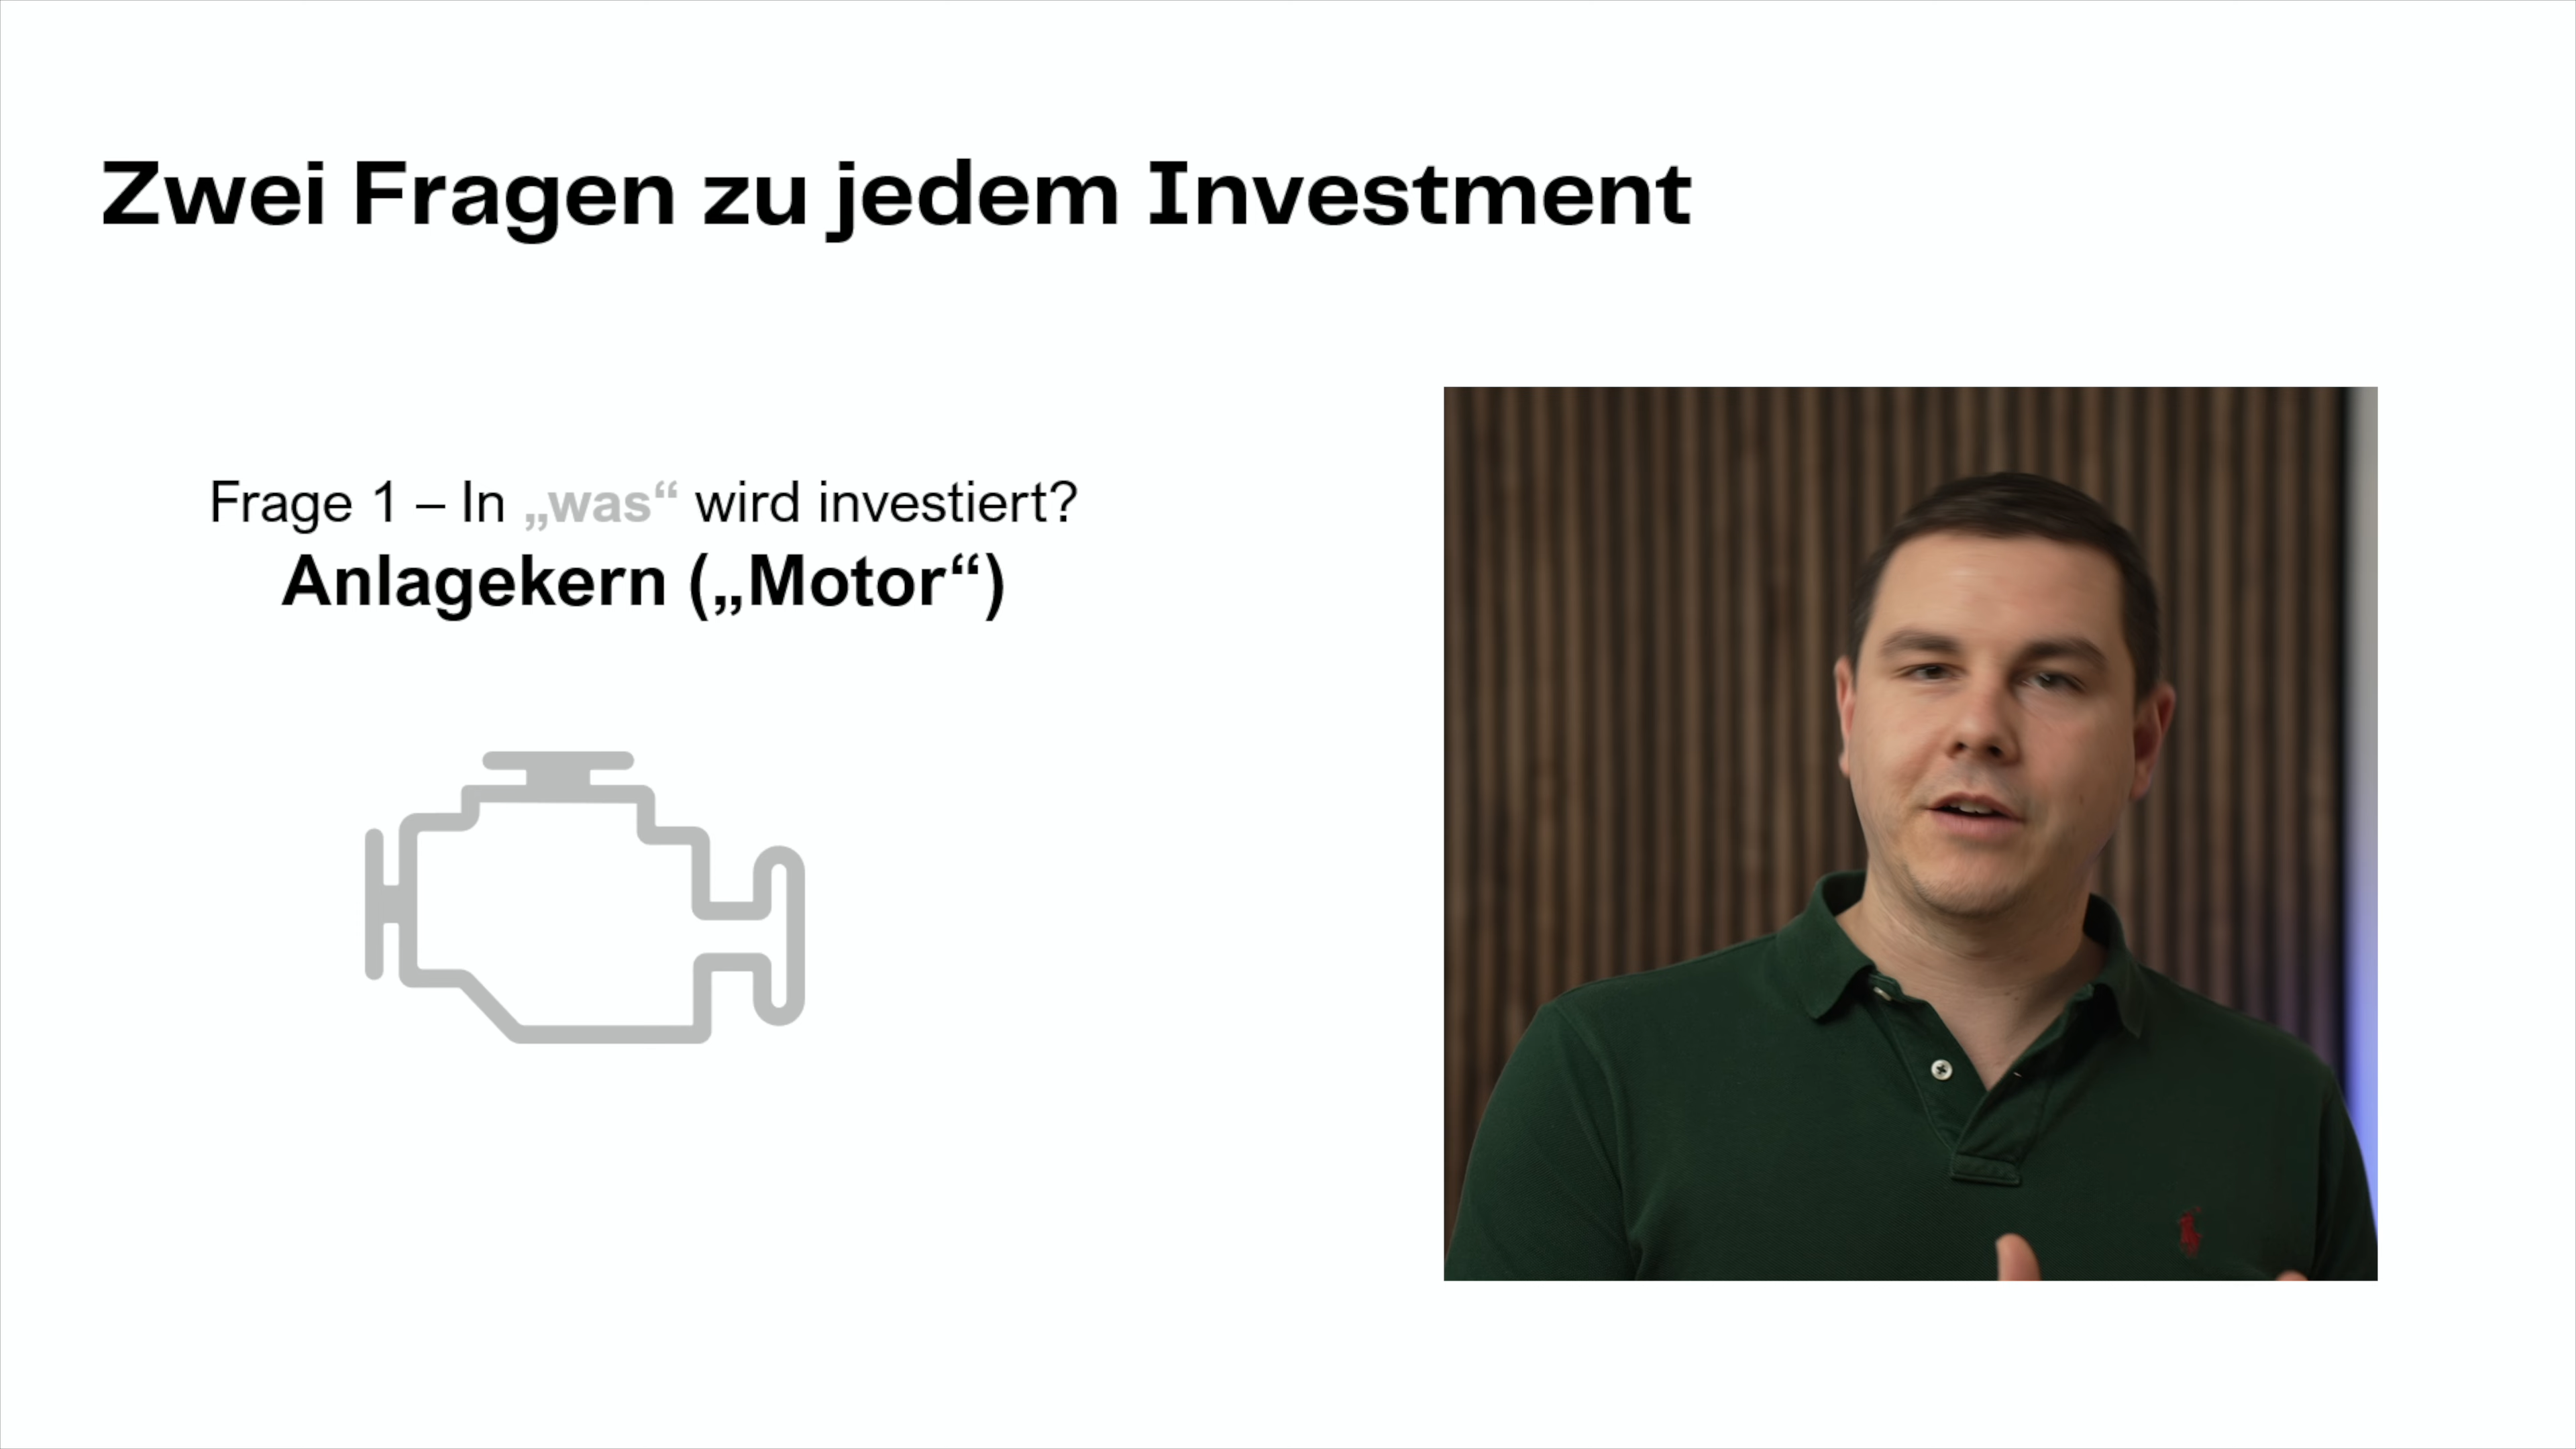 Zwei Fragen zu jedem Investment
Frage 1 – In „was“ wird investiert?
Anlagekern („Motor“)